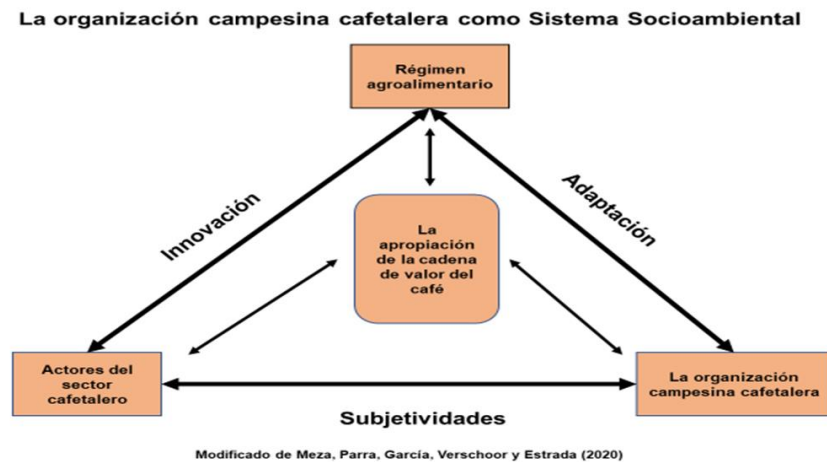 La organización campesina cafetalera como Sistema Socioambiental
Régimen
agroalimentario
Innovación
Adaptación
La
apropiación
de la cadena
de valor del
café
Actores del
sector
cafetalero
La organización
campesina cafetalera
Subjetividades
Modificado de Meza, Parra, García, Verschoor y Estrada (2020)